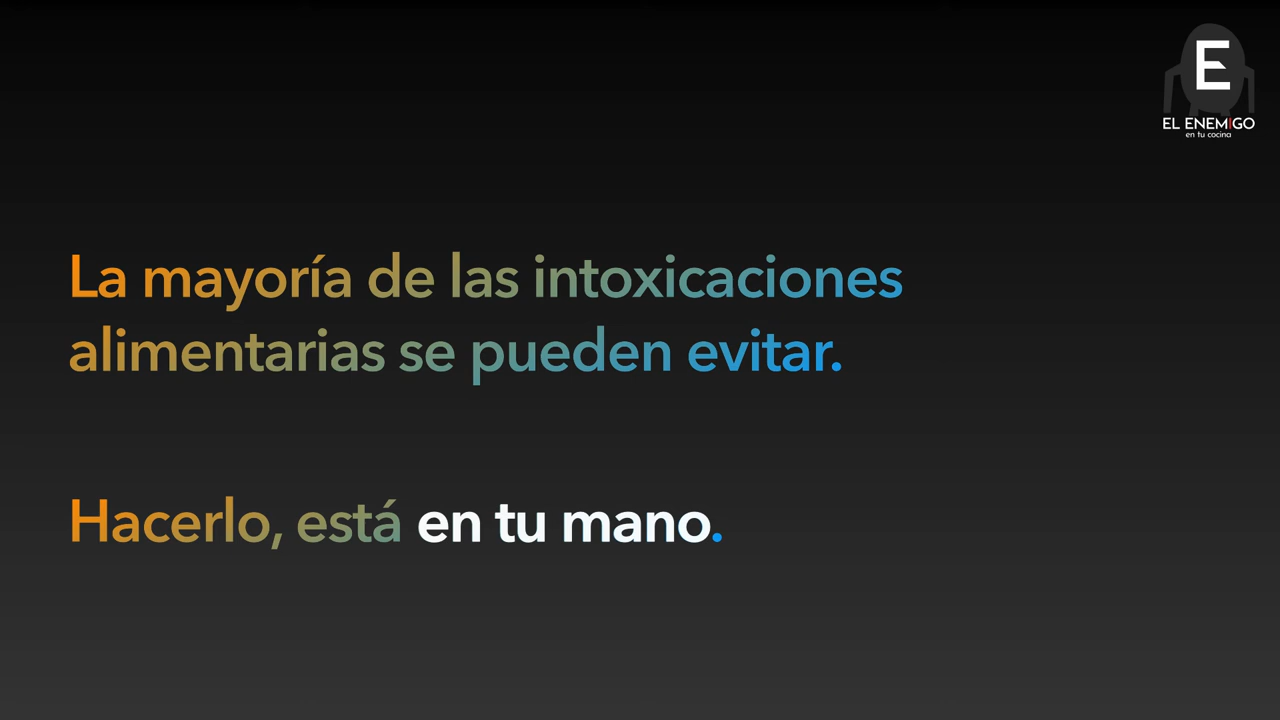 E
EL ENEMIGO
en tu cocina
La mayoría de las intoxicaciones
alimentarias se pueden evitar.
Hacerlo, está en tu mano.